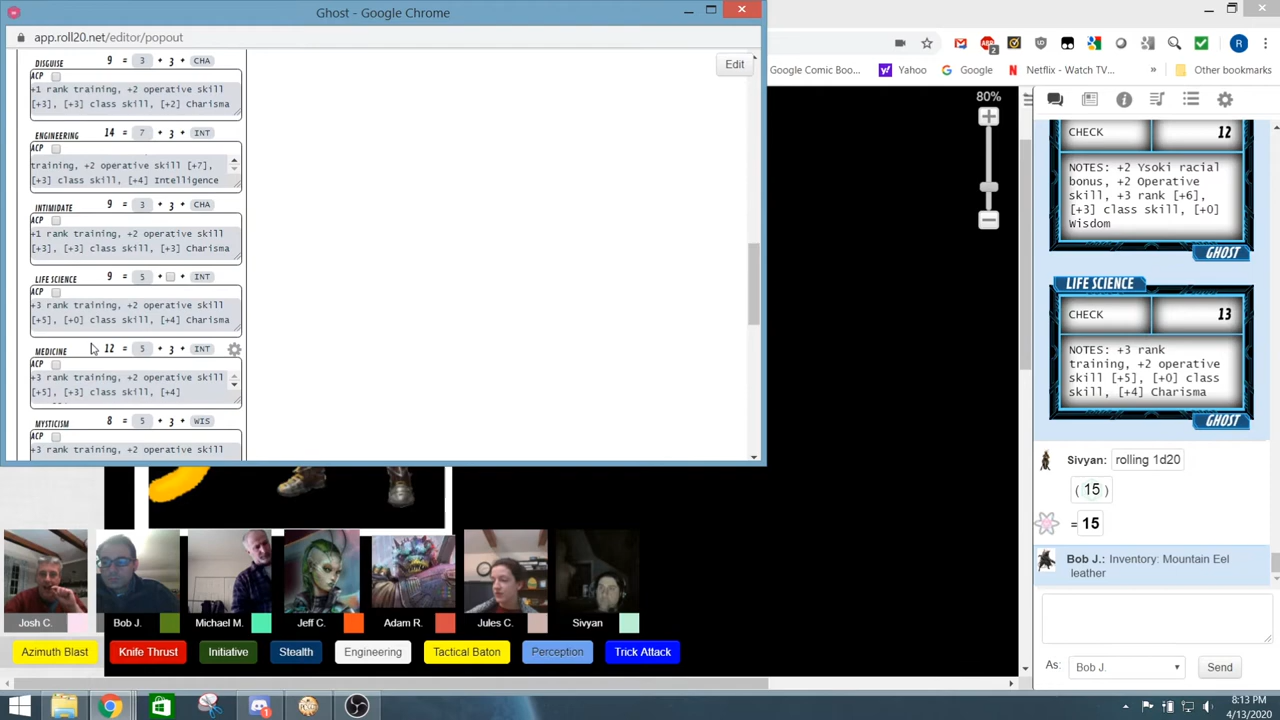 Ghost - Google Chrome
app.roll20.net/editor/popout
Edit
DISGUISE 9 = 3 + 3 + CHA
ACP
+1 rank training, +2 operative skill
[+3], [+3] class skill, [+2] Charisma
ENGINEERING 14 = 7 + 3 + INT
ACP
training, +2 operative skill [+7],
[+3] class skill, [+4] Intelligence
INTIMIDATE 9 = 3 + 3 + CHA
ACP
+1 rank training, +2 operative skill
[+3], [+3] class skill, [+3] Charisma
LIFE SCIENCE 9 = 5 + + INT
ACP
+3 rank training, +2 operative skill
[+5], [+0] class skill, [+4] Charisma
MEDICINE 12 = 5 + 3 + INT
ACP
+3 rank training, +2 operative skill
[+5], [+3] class skill, [+4]
MYSTICISM 8 = 5 + 3 + WIS
ACP
+3 rank training, +2 operative skill
2
R
Google Comic Boo...
Yahoo
Google
Netflix - Watch TV...
»
Other bookmarks
80%
CHECK 12
NOTES: +2 Ysoki racial
bonus, +2 Operative
skill, +3 rank [+6],
[+3] class skill, [+0]
Wisdom
GHOST
LIFE SCIENCE
CHECK 13
NOTES: +3 rank
training, +2 operative
skill [+5], [+0] class
skill, [+4] Charisma
GHOST
Sivyan: rolling 1d20
(15)
=15
Bob J.: Inventory: Mountain Eel
leather
As: Bob J. Send
Josh C.
Bob J.
Michael M.
Jeff C.
Adam R.
Jules C.
Sivyan
Azimuth Blast
Knife Thrust
Initiative
Stealth
Engineering
Tactical Baton
Perception
Trick Attack
8:13 PM
4/13/2020